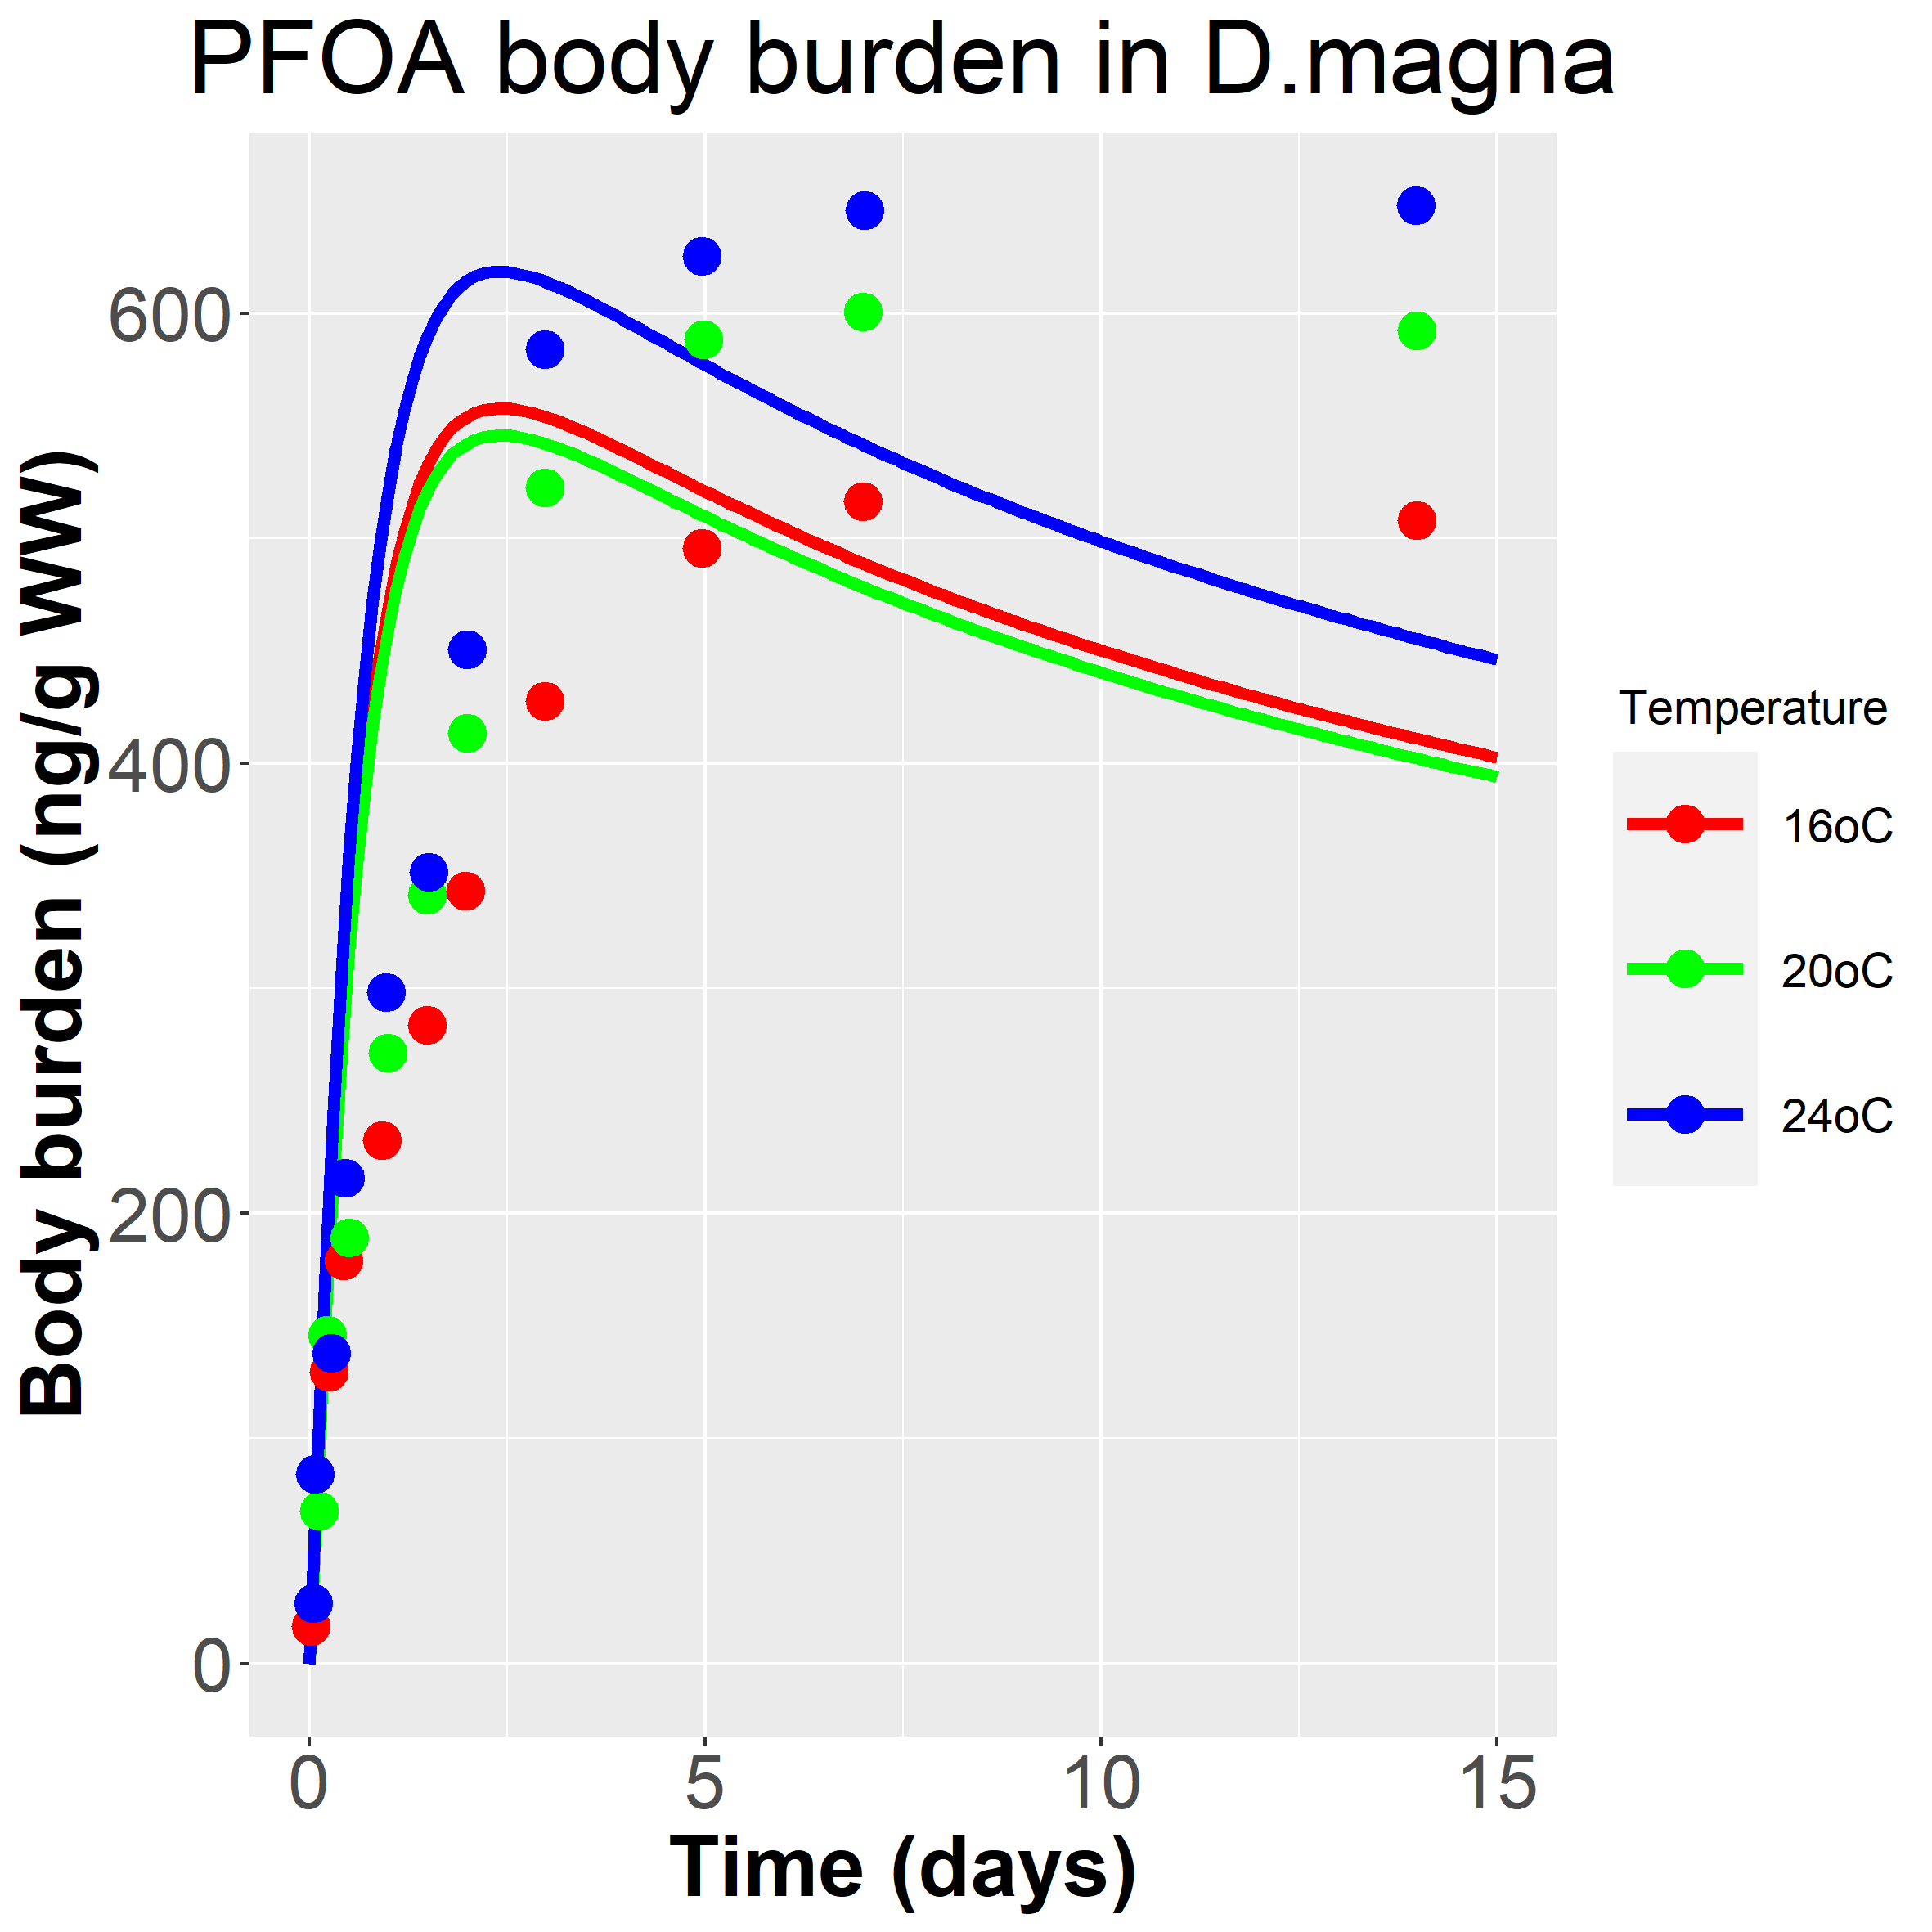 PFOA body burden in D.magna
Body burden (ng/g WW)
600
400
200
0
0 5 10 15
Time (days)
Temperature
16oC
20oC
24oC